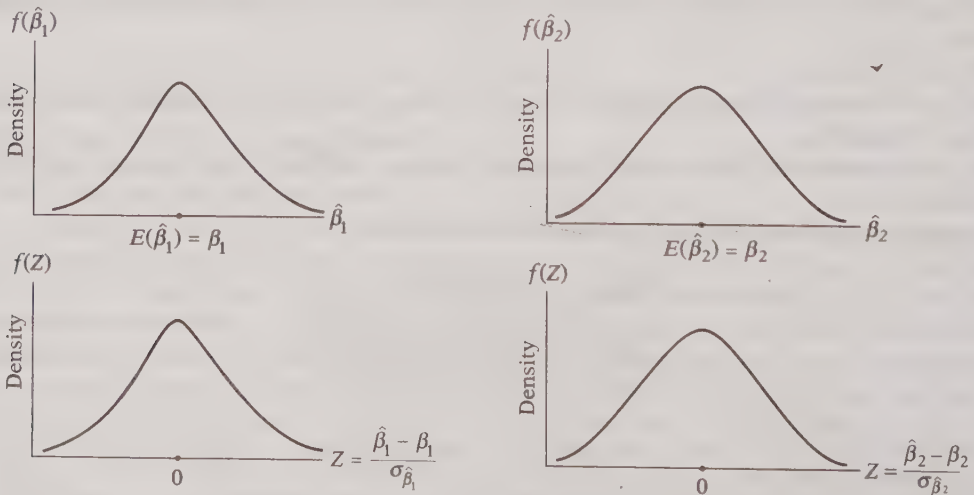 f(β̂₁)
Density
β̂₁
E(β̂₁) = β₁
f(β̂₂)
Density
β̂₂
E(β̂₂) = β₂
f(Z)
Density
0
Z = (β̂₁ − β₁) / σ_β̂₁
f(Z)
Density
0
Z = (β̂₂ − β₂) / σ_β̂₂